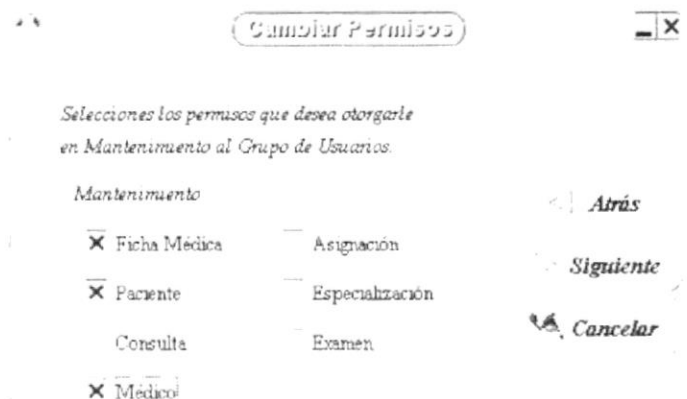 Cambiar Permisos
Selecciones los permisos que desea otorgarle
en Mantenimiento al Grupo de Usuarios.
Mantenimiento
Atrás
Ficha Médica Asignación
Siguiente
Paciente Especialización
Cancelar
Consulta Examen
Médico